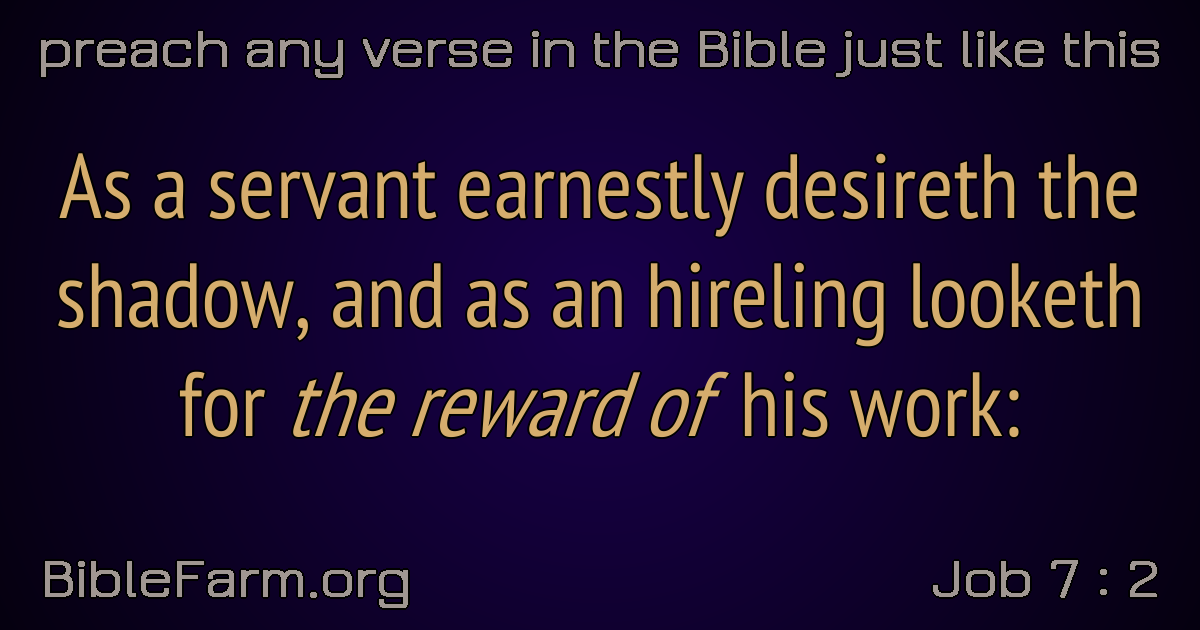 preach any verse in the Bible just like this
As a servant earnestly desireth the
shadow, and as an hireling looketh
for the reward of his work:
BibleFarm.org
Job 7 : 2